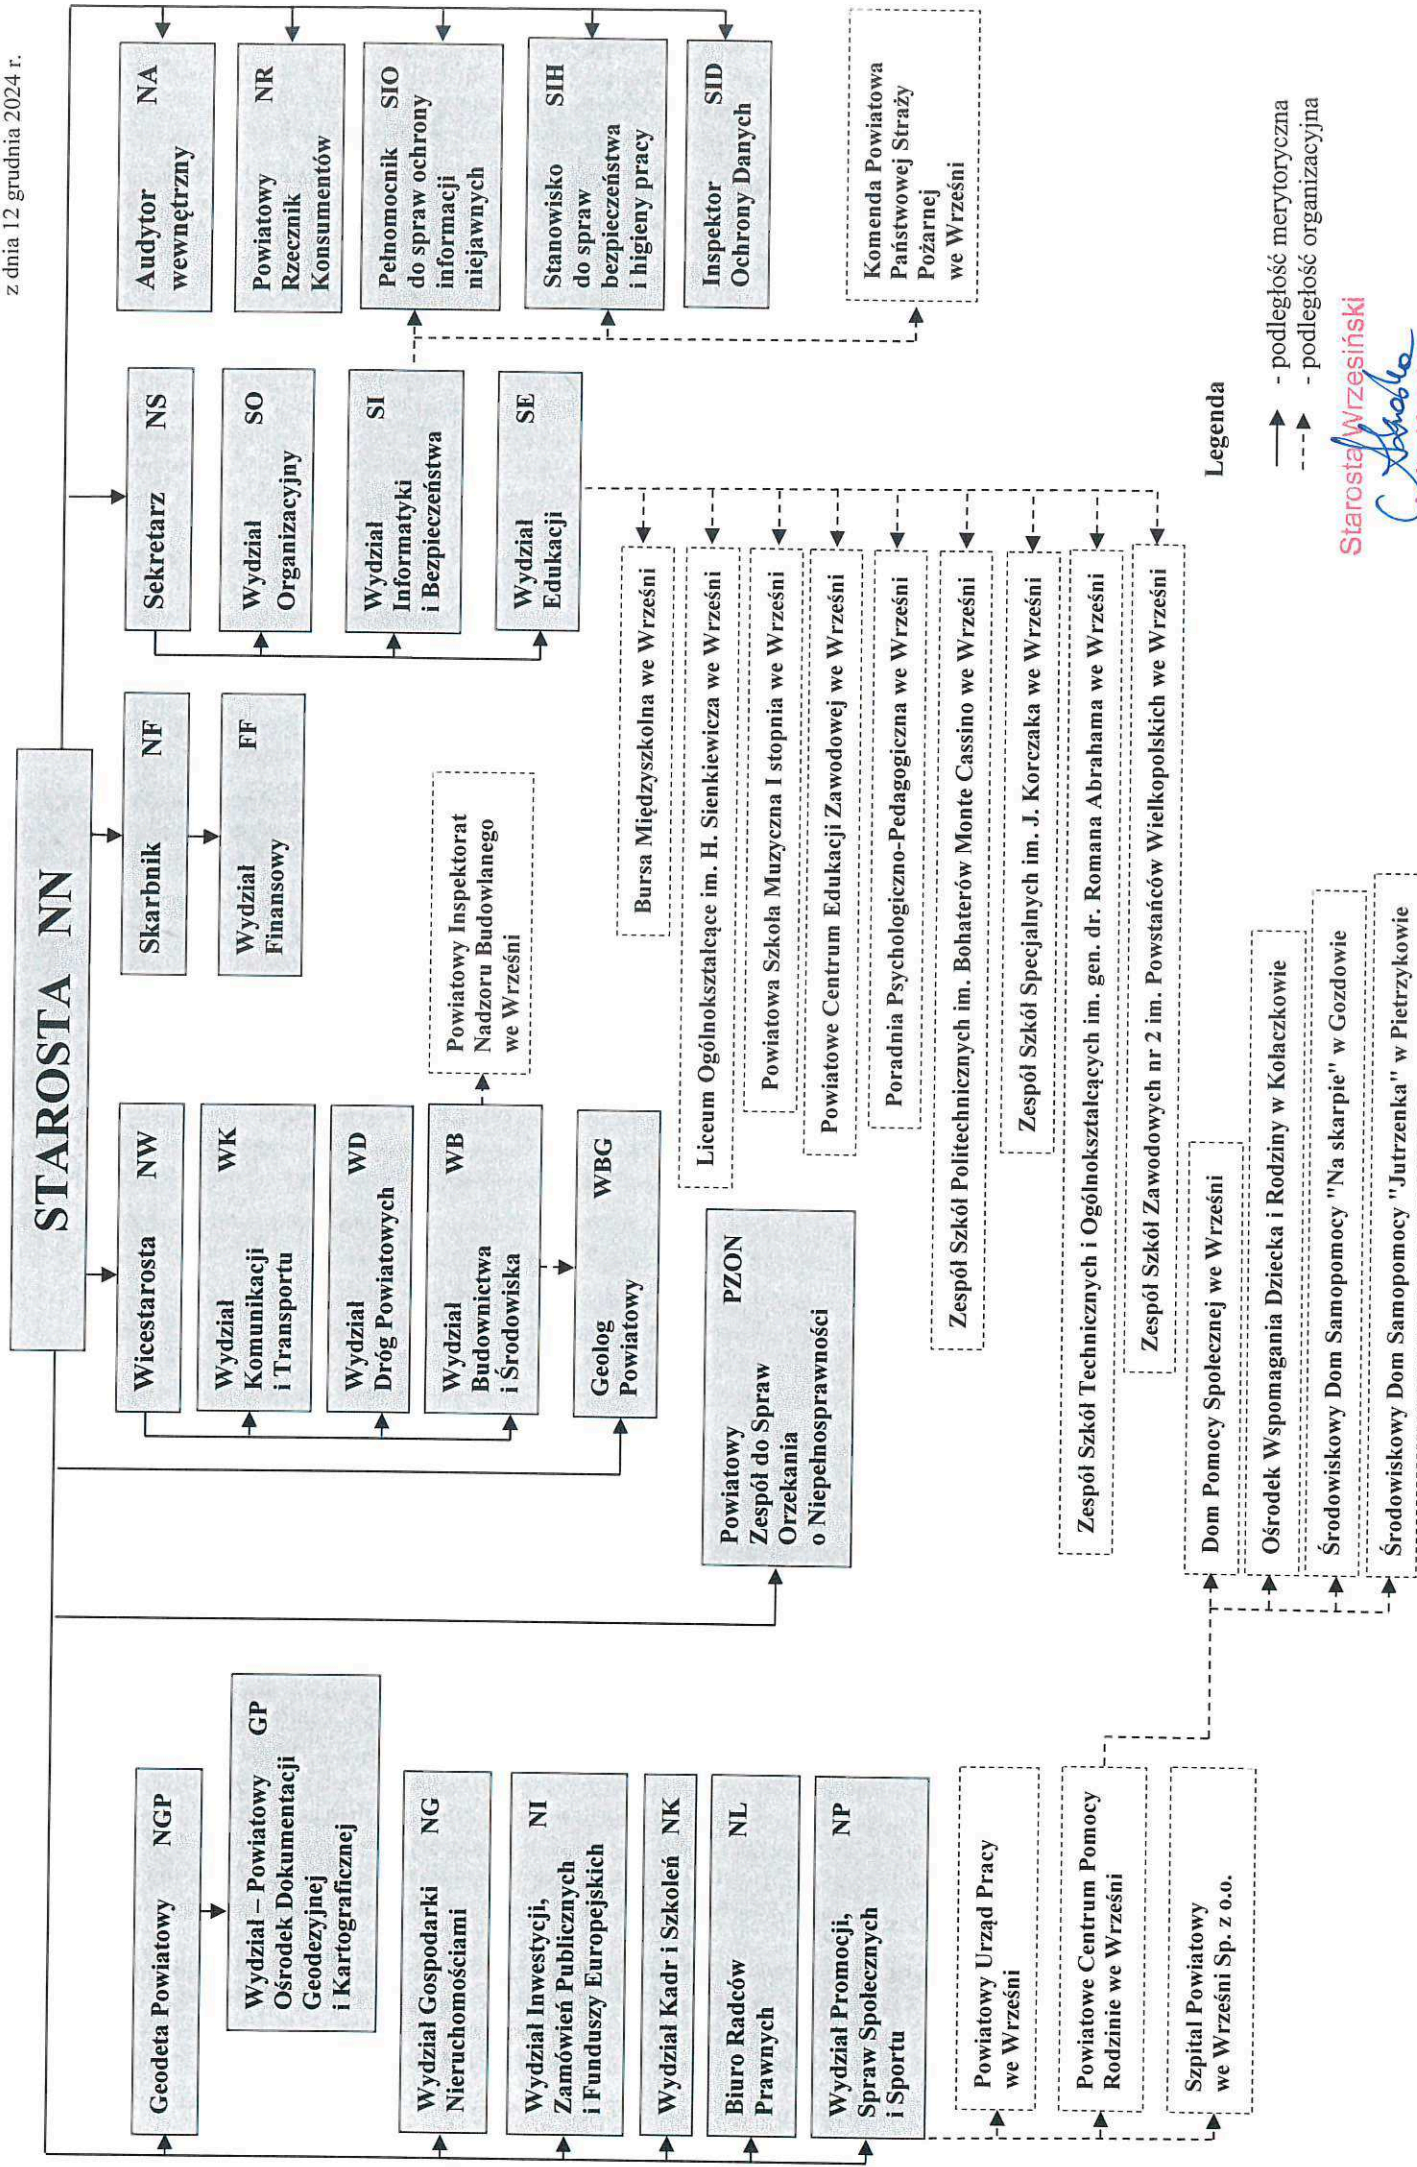 z dnia 12 grudnia 2024 r.
STAROSTA NN
Geodeta Powiatowy NGP
Wydział – Powiatowy GP
Ośrodek Dokumentacji
Geodezyjnej
i Kartograficznej
Wydział Gospodarki NG
Nieruchomościami
Wydział Inwestycji, NI
Zamówień Publicznych
i Funduszy Europejskich
Wydział Kadr i Szkoleń NK
Biuro Radców NL
Prawnych
Wydział Promocji, NP
Spraw Społecznych
i Sportu
Powiatowy Urząd Pracy
we Wrześni
Powiatowe Centrum Pomocy
Rodzinie we Wrześni
Szpital Powiatowy
we Wrześni Sp. z o.o.
Powiatowy PZON
Zespół do Spraw
Orzekania
o Niepełnosprawności
Wicestarosta NW
Wydział WK
Komunikacji
i Transportu
Wydział WD
Dróg Powiatowych
Wydział WB
Budownictwa
i Środowiska
Geolog WBG
Powiatowy
Powiatowy Inspektorat
Nadzoru Budowlanego
we Wrześni
Skarbnik NF
Wydział FF
Finansowy
Sekretarz NS
Wydział SO
Organizacyjny
Wydział SI
Informatyki
i Bezpieczeństwa
Wydział SE
Edukacji
Audytor NA
wewnętrzny
Powiatowy NR
Rzecznik
Konsumentów
Pełnomocnik SIO
do spraw ochrony
informacji
niejawnych
Stanowisko SIH
do spraw
bezpieczeństwa
i higieny pracy
Inspektor SID
Ochrony Danych
Komenda Powiatowa
Państwowej Straży
Pożarnej
we Wrześni
Bursa Międzyszkolna we Wrześni
Liceum Ogólnokształcące im. H. Sienkiewicza we Wrześni
Powiatowa Szkoła Muzyczna I stopnia we Wrześni
Powiatowe Centrum Edukacji Zawodowej we Wrześni
Poradnia Psychologiczno-Pedagogiczna we Wrześni
Zespół Szkół Politechnicznych im. Bohaterów Monte Cassino we Wrześni
Zespół Szkół Specjalnych im. J. Korczaka we Wrześni
Zespół Szkół Technicznych i Ogólnokształcących im. gen. dr. Romana Abrahama we Wrześni
Zespół Szkół Zawodowych nr 2 im. Powstańców Wielkopolskich we Wrześni
Dom Pomocy Społecznej we Wrześni
Ośrodek Wspomagania Dziecka i Rodziny w Kołaczkowie
Środowiskowy Dom Samopomocy "Na skarpie" w Gozdowie
Środowiskowy Dom Samopomocy "Jutrzenka" w Pietrzykowie
Legenda
- podległość merytoryczna
- podległość organizacyjna
Starosta Wrzesiński